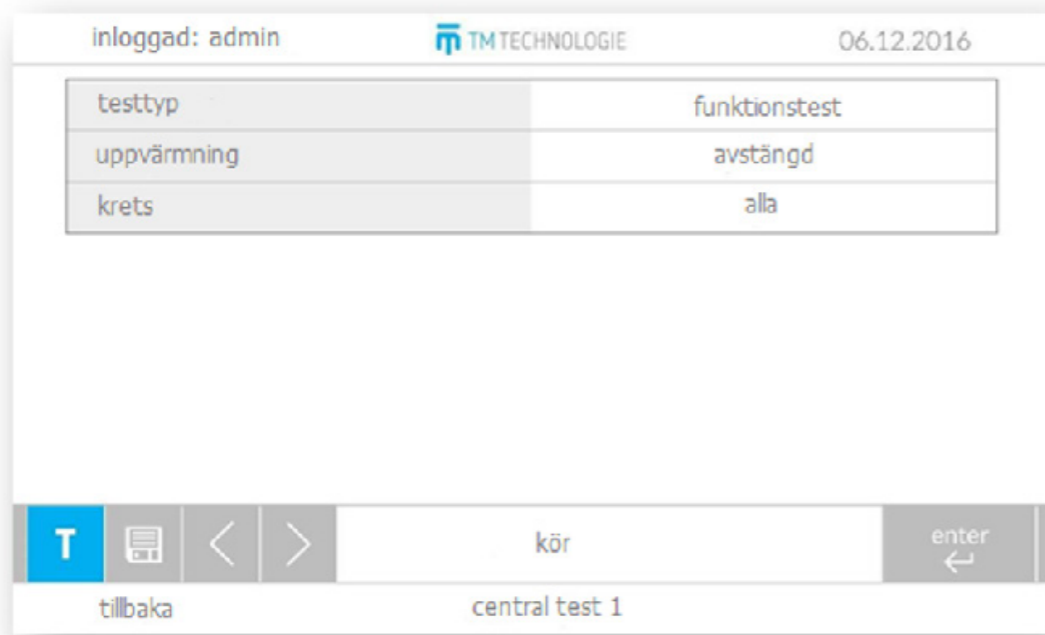 inloggad: admin TM TECHNOLOGIE 06.12.2016
testtyp funktionstest
uppvärmning avstängd
krets alla
T kör enter
tillbaka central test 1